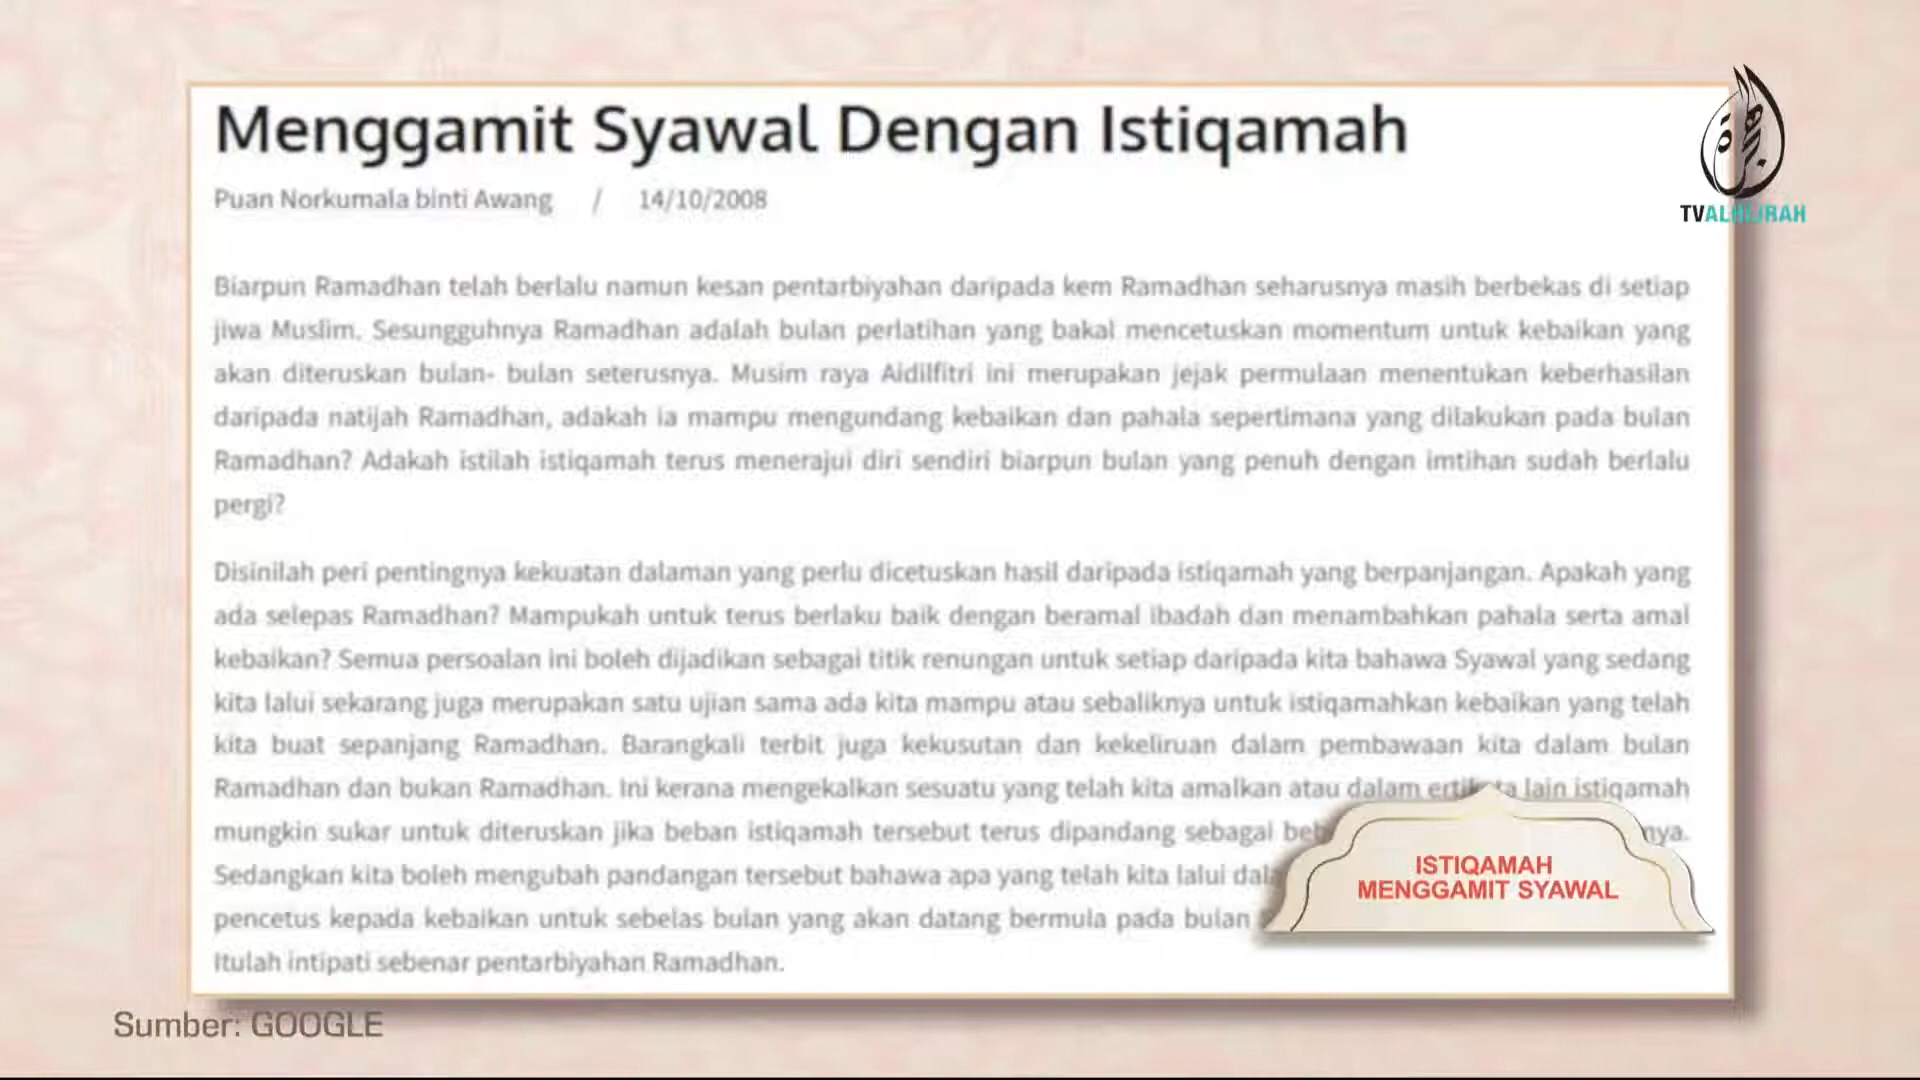 Menggamit Syawal Dengan Istiqamah
Puan Norkumala binti Awang / 14/10/2008
TVALHIJRAH
Biarpun Ramadhan telah berlalu namun kesan pentarbiyahan daripada kem Ramadhan seharusnya masih berbekas di setiap
jiwa Muslim. Sesungguhnya Ramadhan adalah bulan perlatihan yang bakal mencetuskan momentum untuk kebaikan yang
akan diteruskan bulan- bulan seterusnya. Musim raya Aidilfitri ini merupakan jejak permulaan menentukan keberhasilan
daripada natijah Ramadhan, adakah ia mampu mengundang kebaikan dan pahala sepertimana yang dilakukan pada bulan
Ramadhan? Adakah istilah istiqamah terus menerajui diri sendiri biarpun bulan yang penuh dengan imtihan sudah berlalu
pergi?
Disinilah peri pentingnya kekuatan dalaman yang perlu dicetuskan hasil daripada istiqamah yang berpanjangan. Apakah yang
ada selepas Ramadhan? Mampukah untuk terus berlaku baik dengan beramal ibadah dan menambahkan pahala serta amal
kebaikan? Semua persoalan ini boleh dijadikan sebagai titik renungan untuk setiap daripada kita bahawa Syawal yang sedang
kita lalui sekarang juga merupakan satu ujian sama ada kita mampu atau sebaliknya untuk istiqamahkan kebaikan yang telah
kita buat sepanjang Ramadhan. Barangkali terbit juga kekusutan dan kekeliruan dalam pembawaan kita dalam bulan
Ramadhan dan bukan Ramadhan. Ini kerana mengekalkan sesuatu yang telah kita amalkan atau dalam lain istiqamah
mungkin sukar untuk diteruskan jika beban istiqamah tersebut terus dipandang sebagai
Sedangkan kita boleh mengubah pandangan tersebut bahawa apa yang telah kita lalui
pencetus kepada kebaikan untuk sebelas bulan yang akan datang bermula pada bulan
Itulah intipati sebenar pentarbiyahan Ramadhan.
ISTIQAMAH
MENGGAMIT SYAWAL
Sumber: GOOGLE